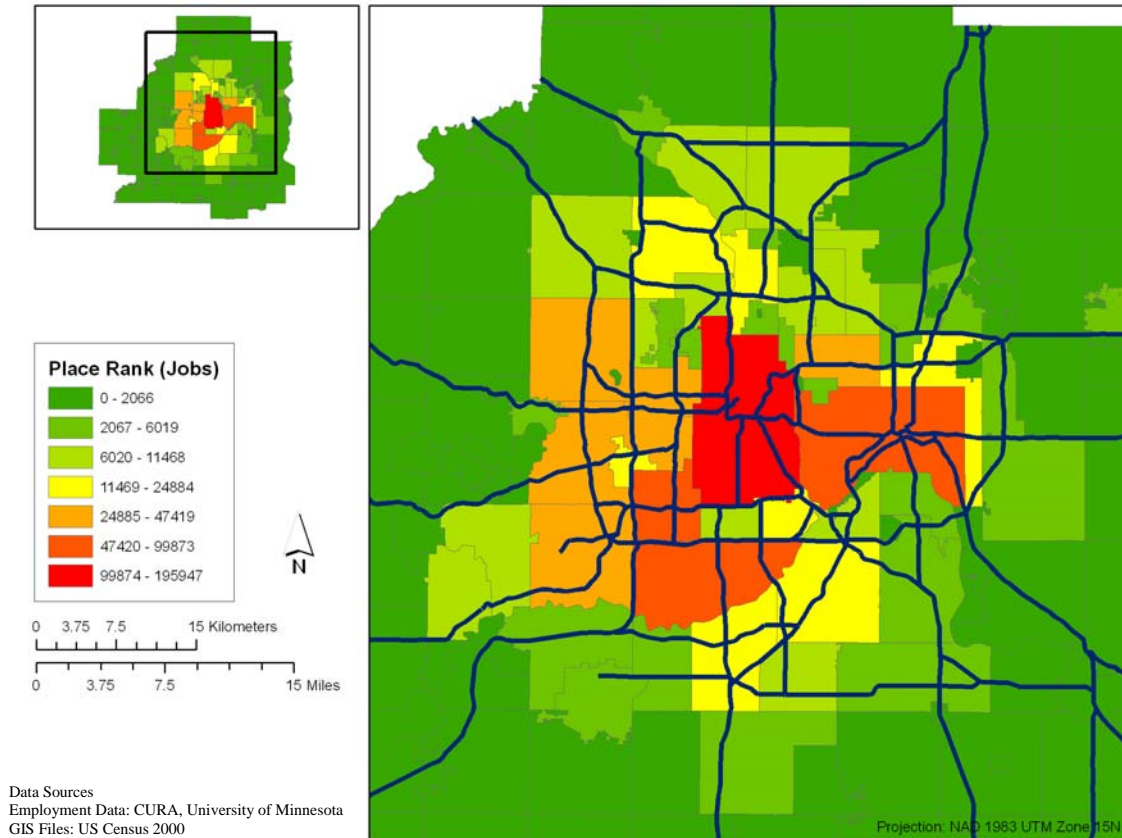 Place Rank (Jobs)
0 - 2066
2067 - 6019
6020 - 11468
11469 - 24884
24885 - 47419
47420 - 99873
99874 - 195947
N
0 3.75 7.5 15 Kilometers
0 3.75 7.5 15 Miles
Data Sources
Employment Data: CURA, University of Minnesota
GIS Files: US Census 2000
Projection: NAD 1983 UTM Zone 15N